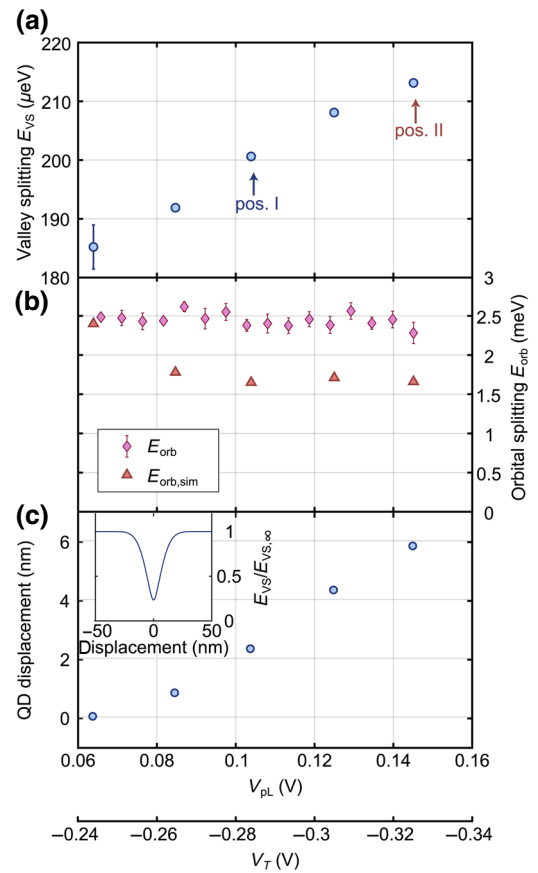 (a)
220
210
200
190
180
Valley splitting E_VS (μeV)
pos. I
pos. II
(b)
3
2.5
2
1.5
1
0.5
0
Orbital splitting E_orb (meV)
E_orb
E_orb,sim
(c)
6
4
2
0
QD displacement (nm)
1
0.5
0
E_VS/E_VS,∞
−50 0 50
Displacement (nm)
0.06 0.08 0.1 0.12 0.14 0.16
V_pL (V)
−0.24 −0.26 −0.28 −0.3 −0.32 −0.34
V_T (V)